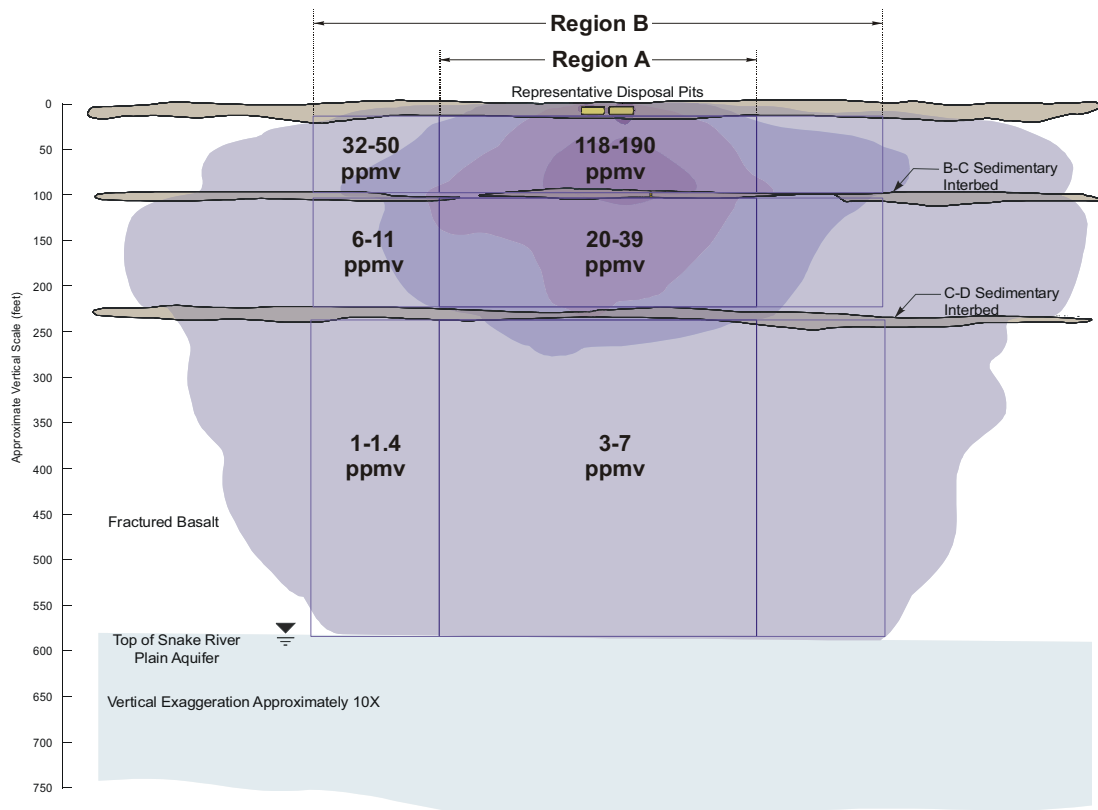 Region B
Region A
Representative Disposal Pits
0
50
100
150
200
250
300
350
400
450
500
550
600
650
700
750
Approximate Vertical Scale (feet)
32-50
ppmv
118-190
ppmv
B-C Sedimentary
Interbed
6-11
ppmv
20-39
ppmv
C-D Sedimentary
Interbed
1-1.4
ppmv
3-7
ppmv
Fractured Basalt
Top of Snake River
Plain Aquifer
Vertical Exaggeration Approximately 10X